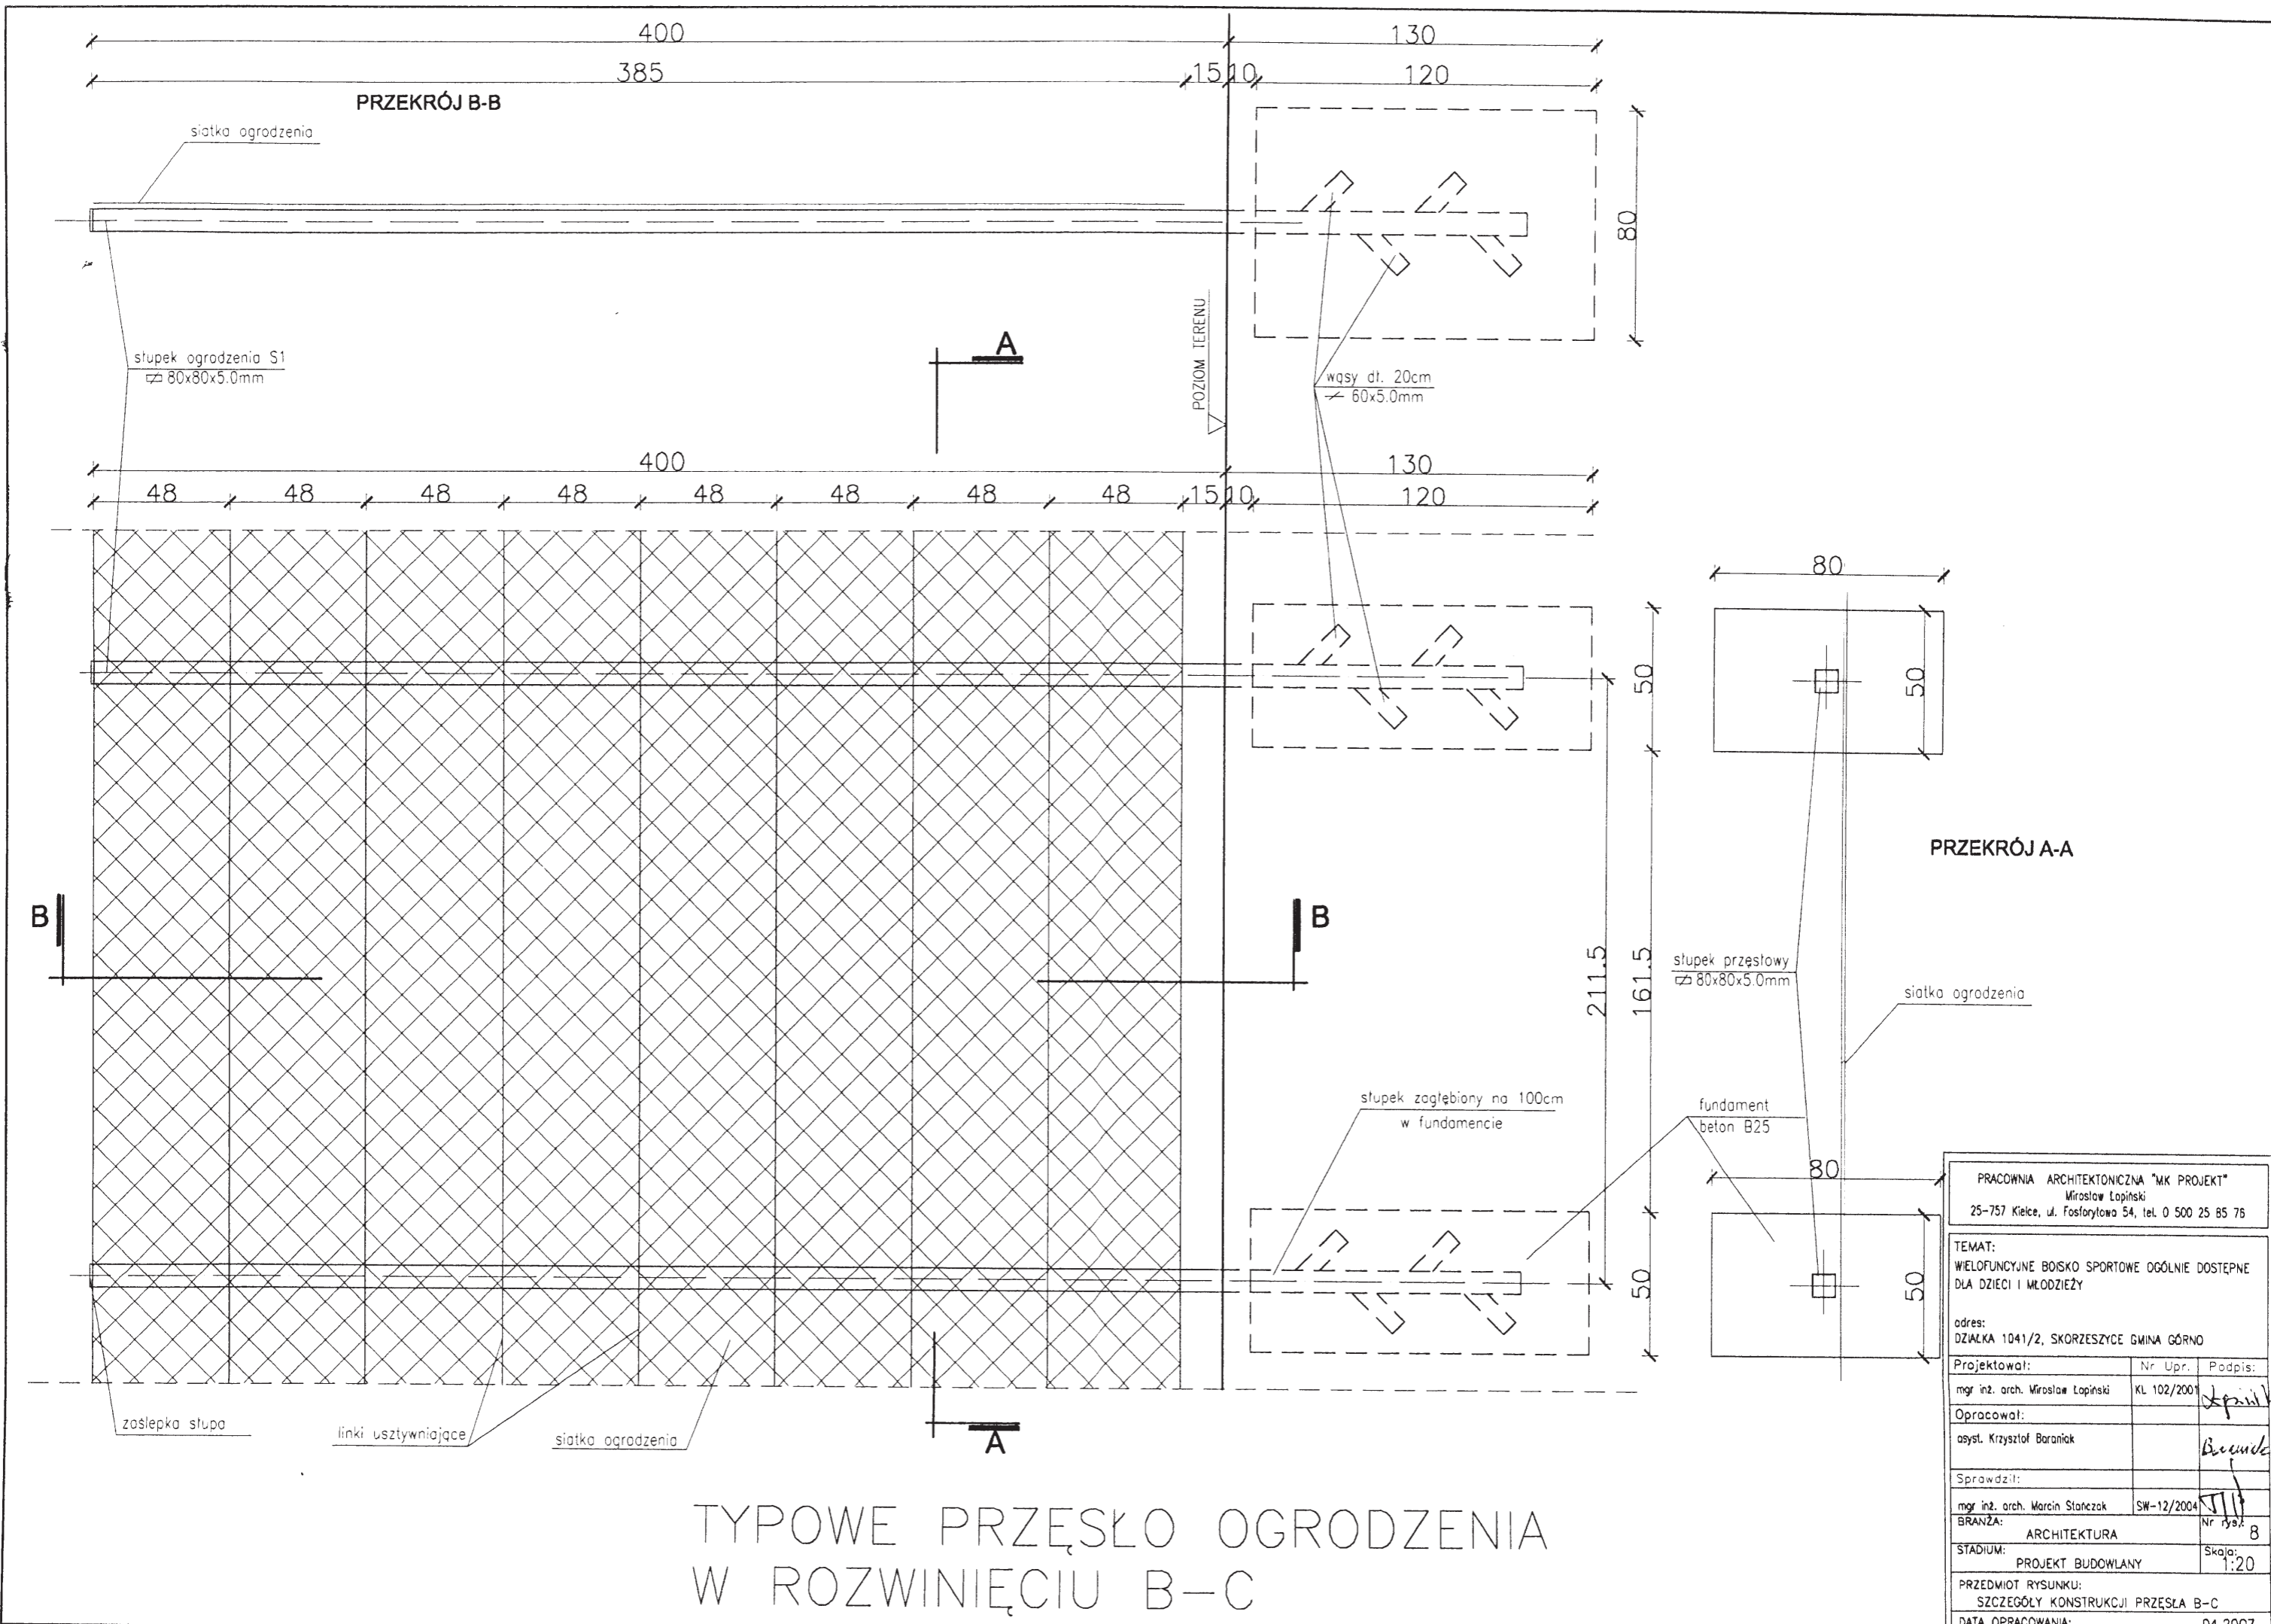 400
130
385
15
10
120
PRZEKRÓJ B-B
siatka ogrodzenia
80
słupek ogrodzenia S1
80x80x5.0mm
A
POZIOM TERENU
wąsy dł. 20cm
60x5.0mm
400
130
48
48
48
48
48
48
48
48
15
10
120
80
50
50
PRZEKRÓJ A-A
B
B
211.5
161.5
słupek przęsłowy
80x80x5.0mm
siatka ogrodzenia
słupek zagłębiony na 100cm
w fundamencie
fundament
beton B25
80
50
50
zaślepka słupa
linki usztywniające
siatka ogrodzenia
A
TYPOWE PRZĘSŁO OGRODZENIA
W ROZWINIĘCIU B-C
PRACOWNIA ARCHITEKTONICZNA "MK PROJEKT"
Mirosław Łopiński
25-757 Kielce, ul. Fosforytowa 54, tel. 0 500 25 85 76
TEMAT:
WIELOFUNCYJNE BOISKO SPORTOWE OGÓLNIE DOSTĘPNE
DLA DZIECI I MŁODZIEŻY
adres:
DZIAŁKA 1041/2, SKORZESZYCE GMINA GÓRNO
Projektował: Nr Upr. Podpis:
mgr inż. arch. Mirosław Łopiński KL 102/2001
Opracował:
asyst. Krzysztof Baraniak
Sprawdził:
mgr inż. arch. Marcin Stańczak SW-12/2004
BRANŻA: Nr rys.:
ARCHITEKTURA 8
STADIUM: Skala:
PROJEKT BUDOWLANY 1:20
PRZEDMIOT RYSUNKU:
SZCZEGÓŁY KONSTRUKCJI PRZĘSŁA B-C
DATA OPRACOWANIA: 04.2007